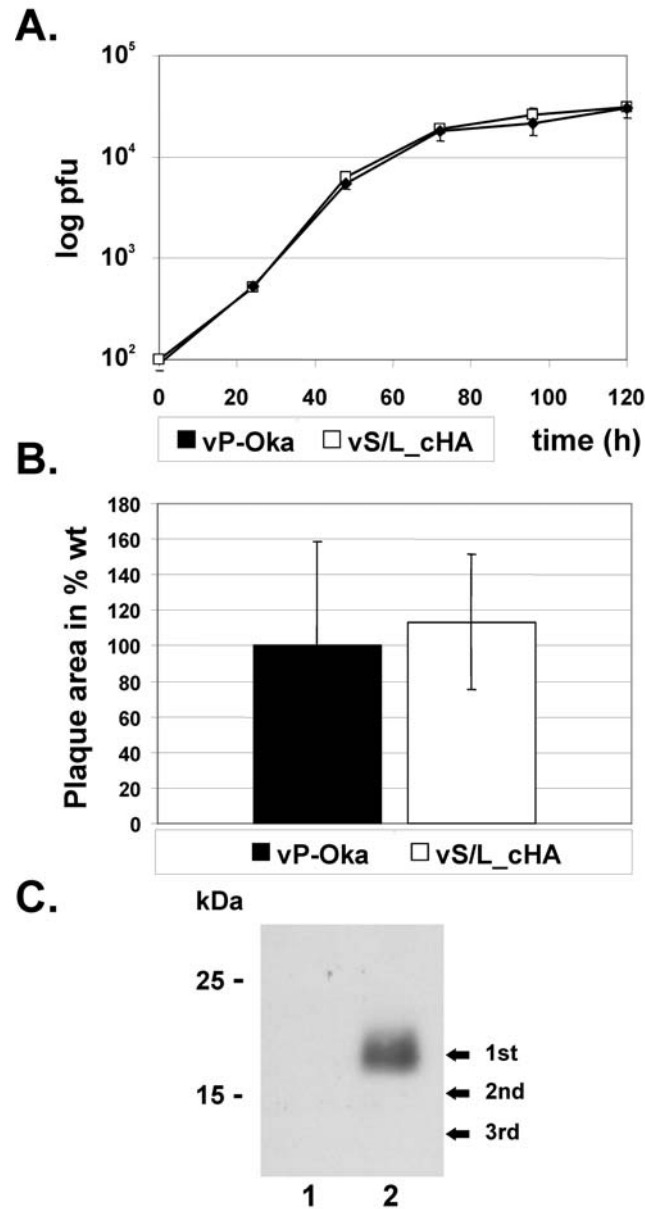 A.
10⁵
10⁴
10³
10²
log pfu
0 20 40 60 80 100 120
vP-Oka vS/L_cHA time (h)
B.
180
160
140
120
100
80
60
40
20
0
Plaque area in % wt
vP-Oka vS/L_cHA
C.
kDa
25 -
15 -
1st
2nd
3rd
1 2